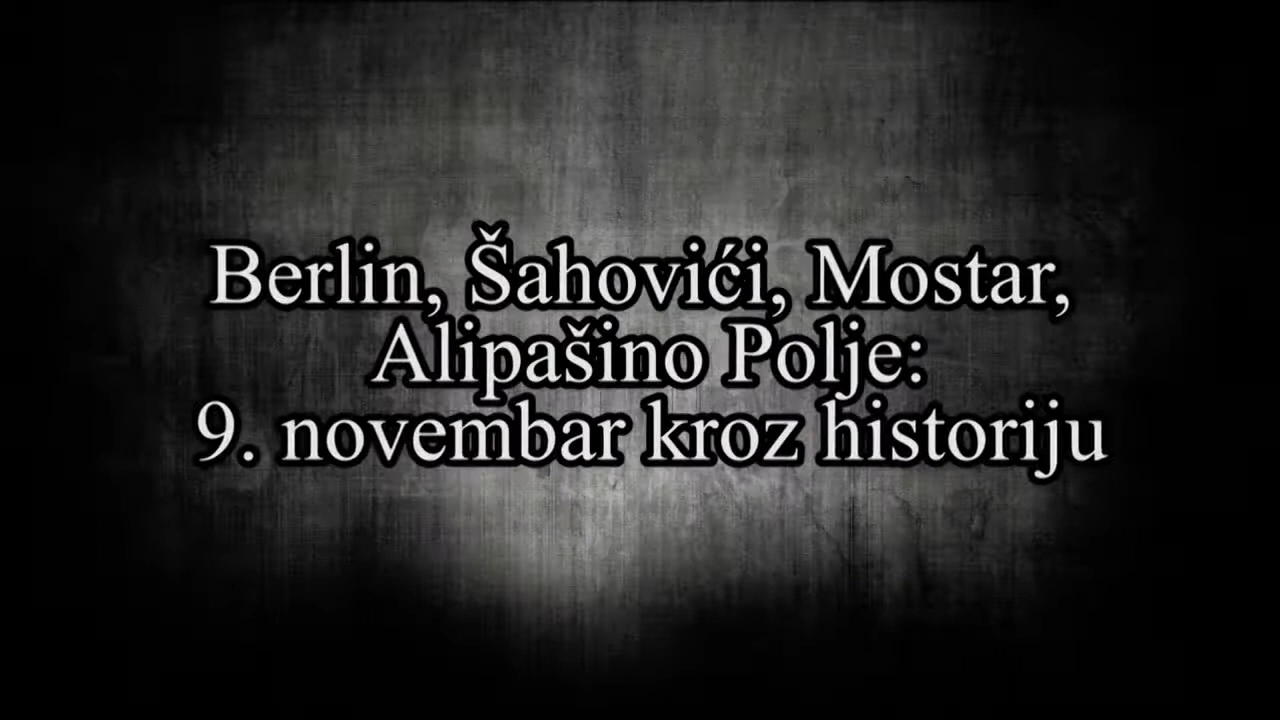 Berlin, Šahovići, Mostar,
Alipašino Polje:
9. novembar kroz historiju